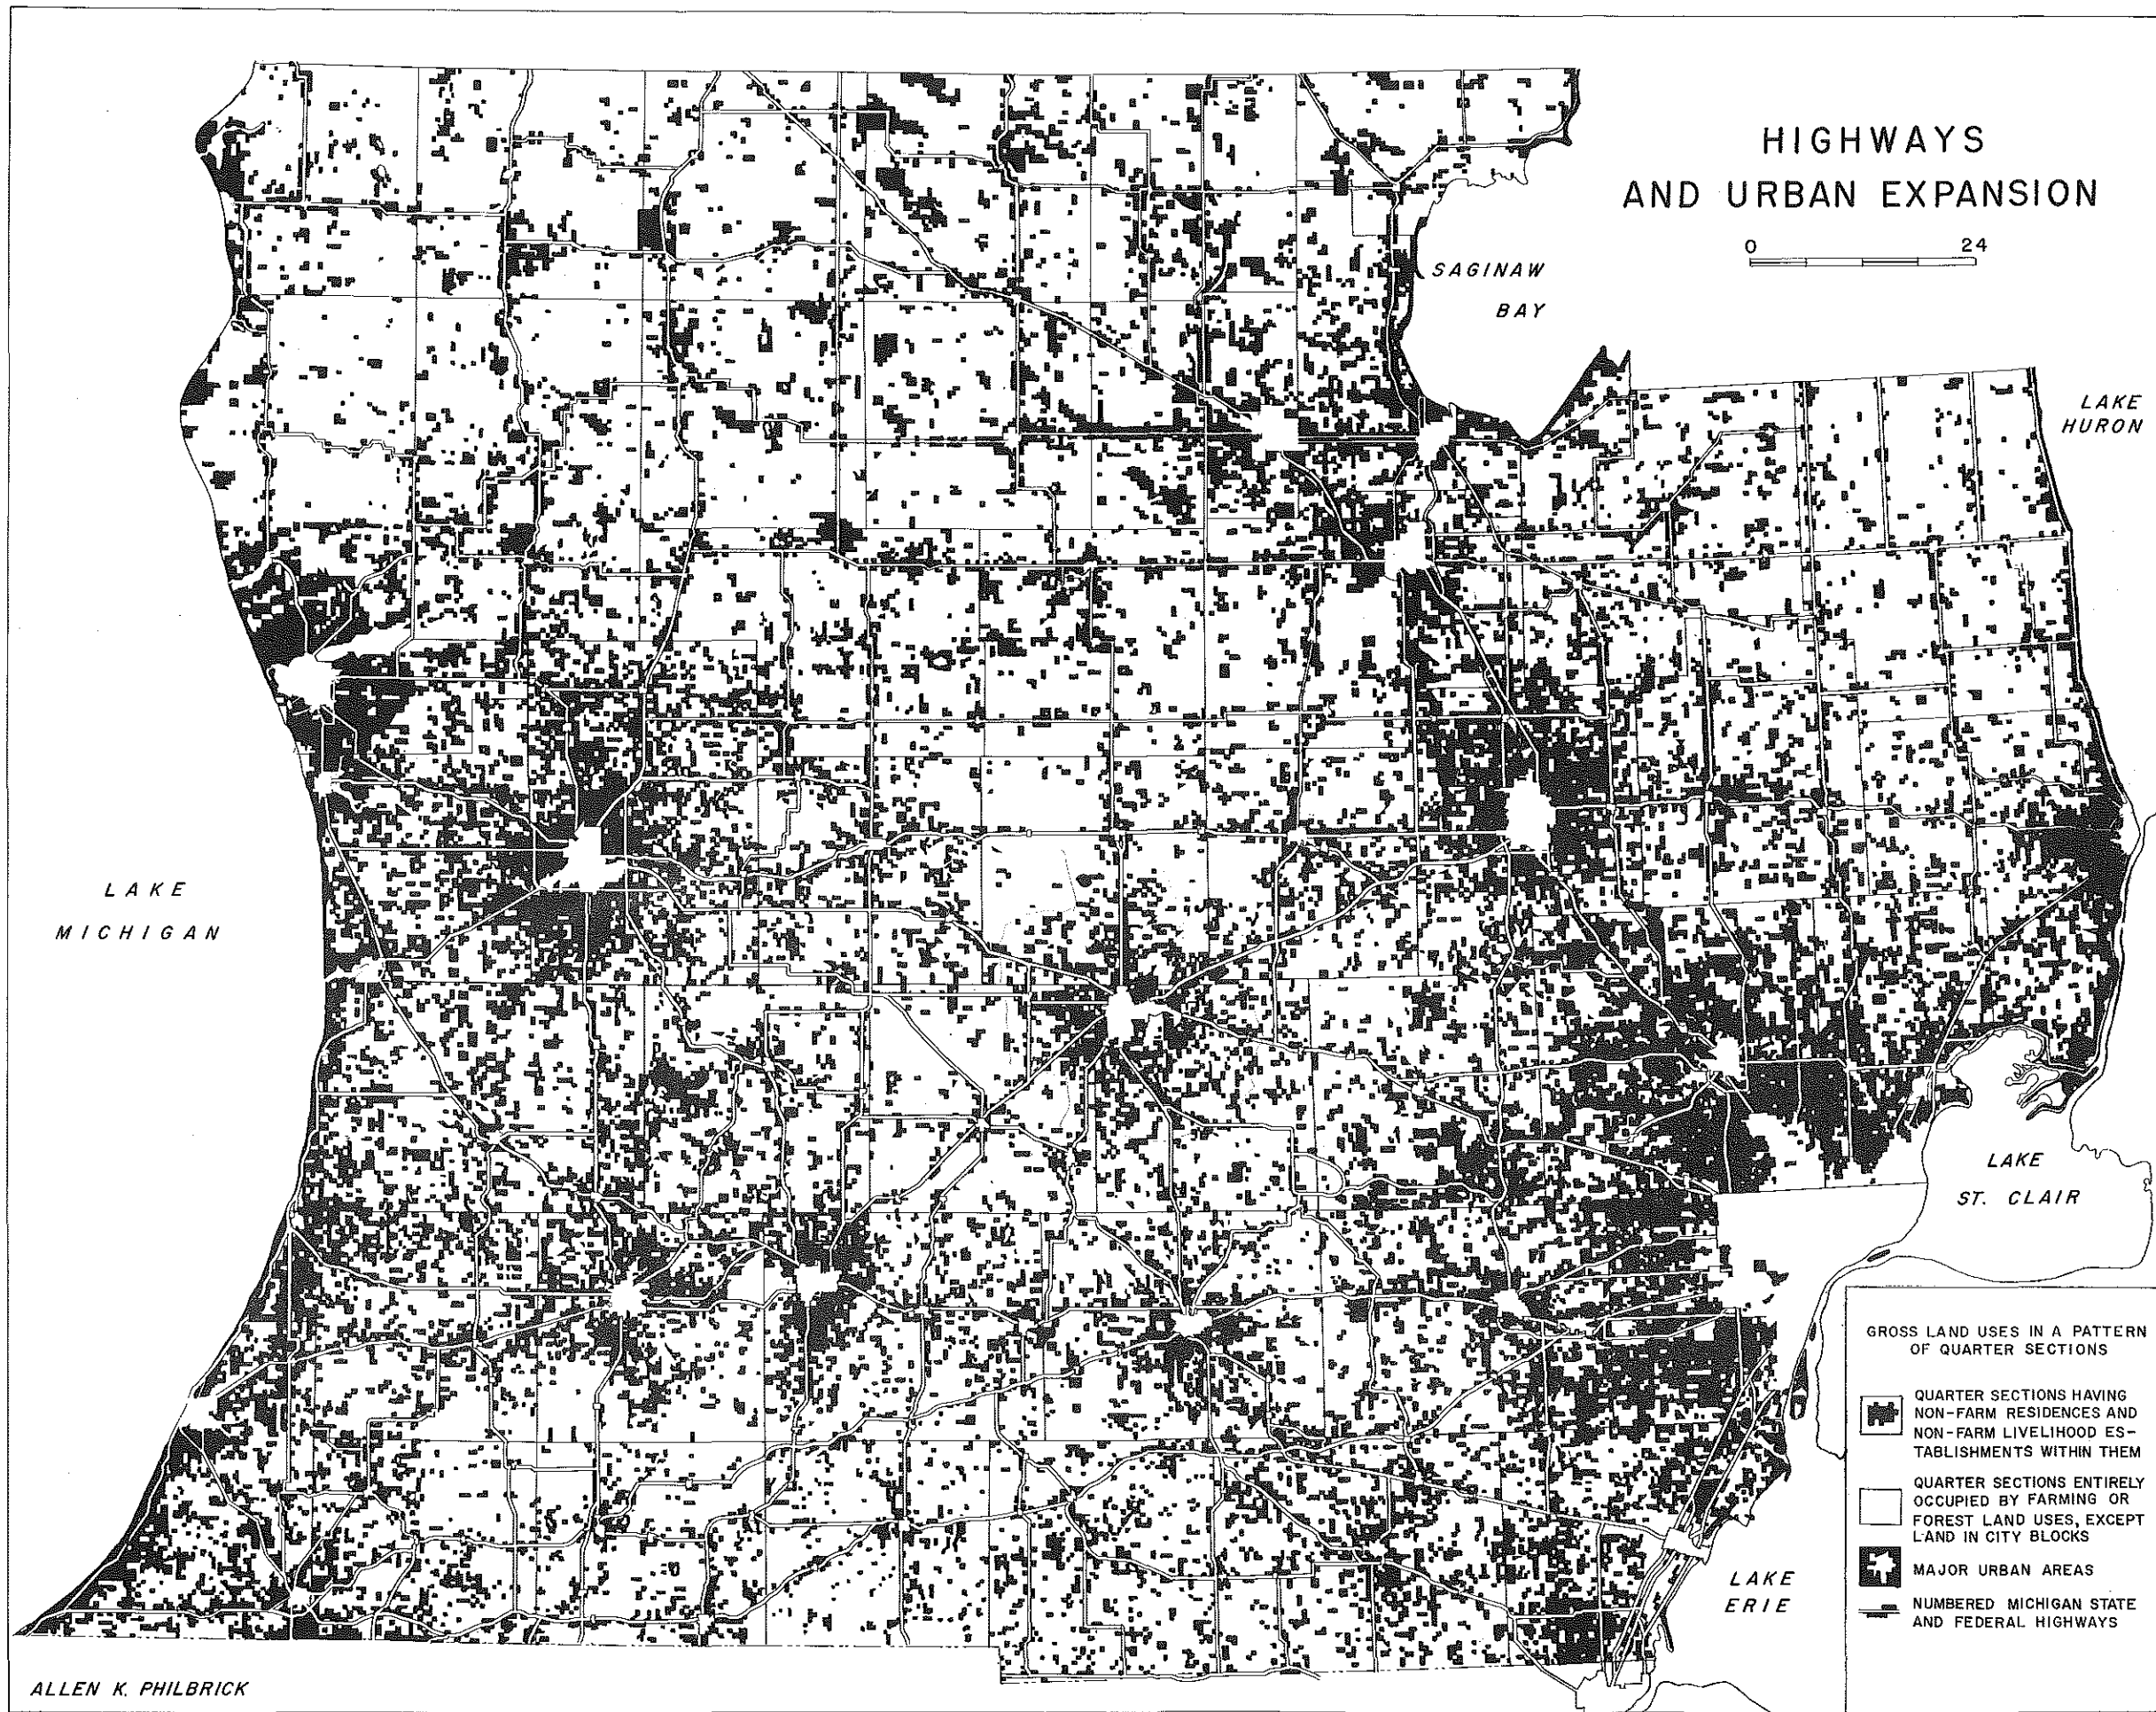 HIGHWAYS
AND URBAN EXPANSION
0 24
SAGINAW
BAY
LAKE
HURON
LAKE
MICHIGAN
LAKE
ST. CLAIR
LAKE
ERIE
GROSS LAND USES IN A PATTERN
OF QUARTER SECTIONS
QUARTER SECTIONS HAVING
NON-FARM RESIDENCES AND
NON-FARM LIVELIHOOD ES-
TABLISHMENTS WITHIN THEM
QUARTER SECTIONS ENTIRELY
OCCUPIED BY FARMING OR
FOREST LAND USES, EXCEPT
LAND IN CITY BLOCKS
MAJOR URBAN AREAS
NUMBERED MICHIGAN STATE
AND FEDERAL HIGHWAYS
ALLEN K. PHILBRICK